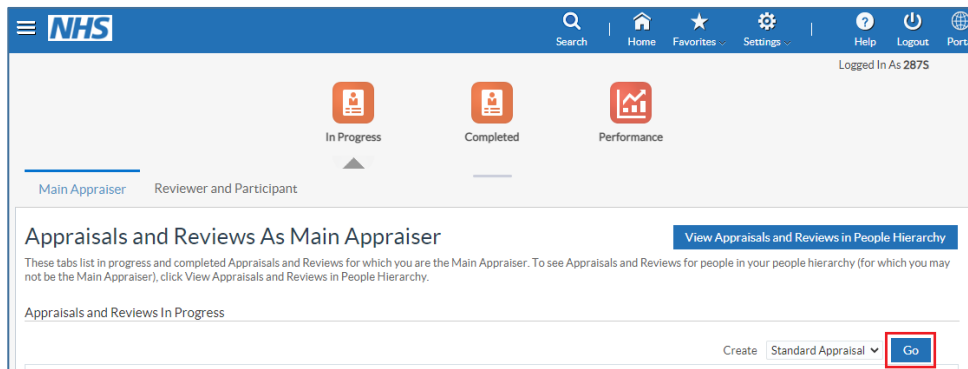 NHS
Search Home Favorites Settings Help Logout Port
Logged In As 287S
In Progress Completed Performance
Main Appraiser Reviewer and Participant
Appraisals and Reviews As Main Appraiser
View Appraisals and Reviews in People Hierarchy
These tabs list in progress and completed Appraisals and Reviews for which you are the Main Appraiser. To see Appraisals and Reviews for people in your people hierarchy (for which you may
not be the Main Appraiser), click View Appraisals and Reviews in People Hierarchy.
Appraisals and Reviews In Progress
Create Standard Appraisal Go